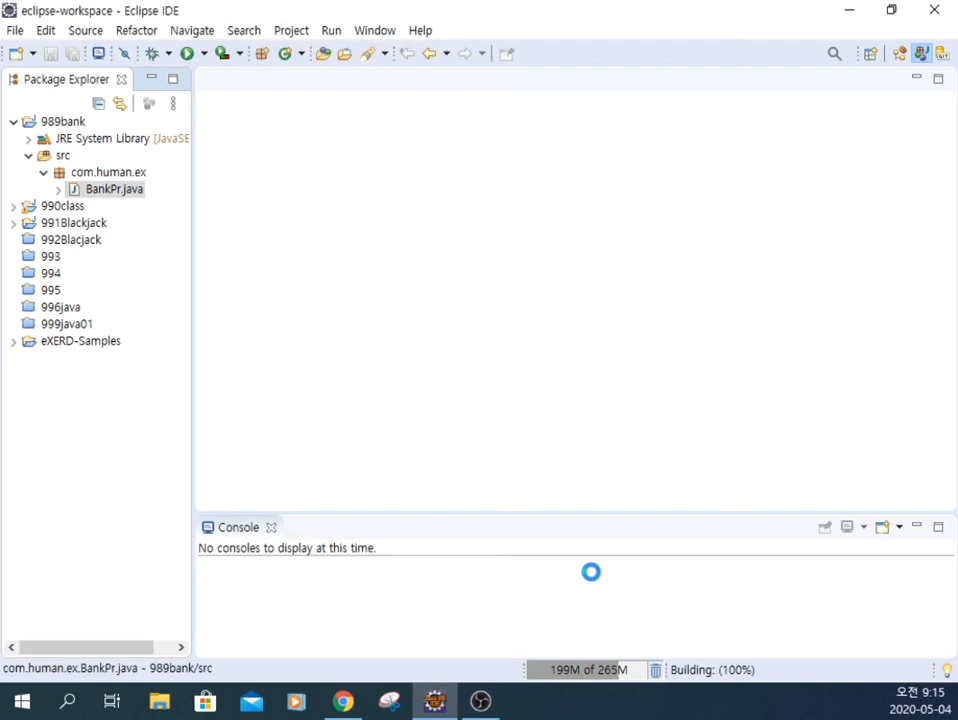 eclipse-workspace - Eclipse IDE
File Edit Source Refactor Navigate Search Project Run Window Help
Package Explorer
989bank
JRE System Library [JavaSE
src
com.human.ex
BankPr.java
990class
991Blackjack
992Blacjack
993
994
995
996java
999java01
eXERD-Samples
Console
No consoles to display at this time.
com.human.ex.BankPr.java - 989bank/src
199M of 265M
Building: (100%)
오전 9:15
2020-05-04